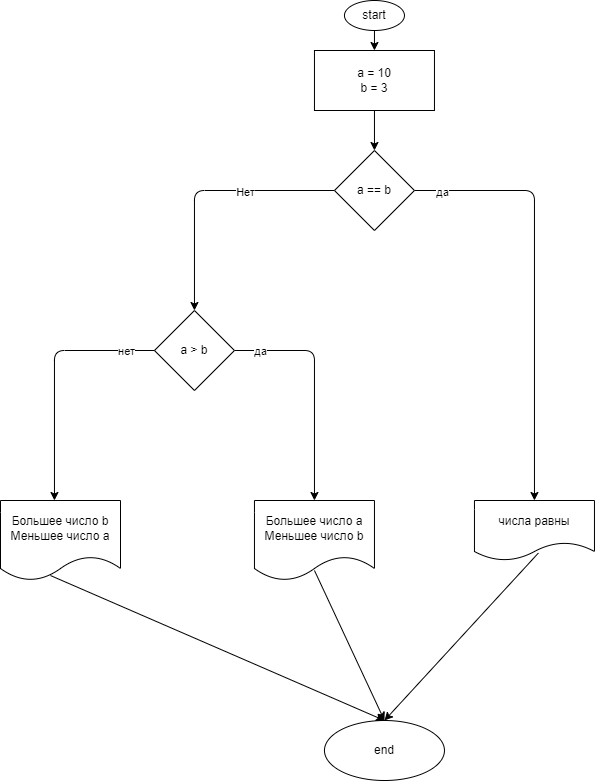 start
a = 10
b = 3
a == b
Нет
да
a > b
нет
да
Большее число b
Меньшее число a
Большее число a
Меньшее число b
числа равны
end